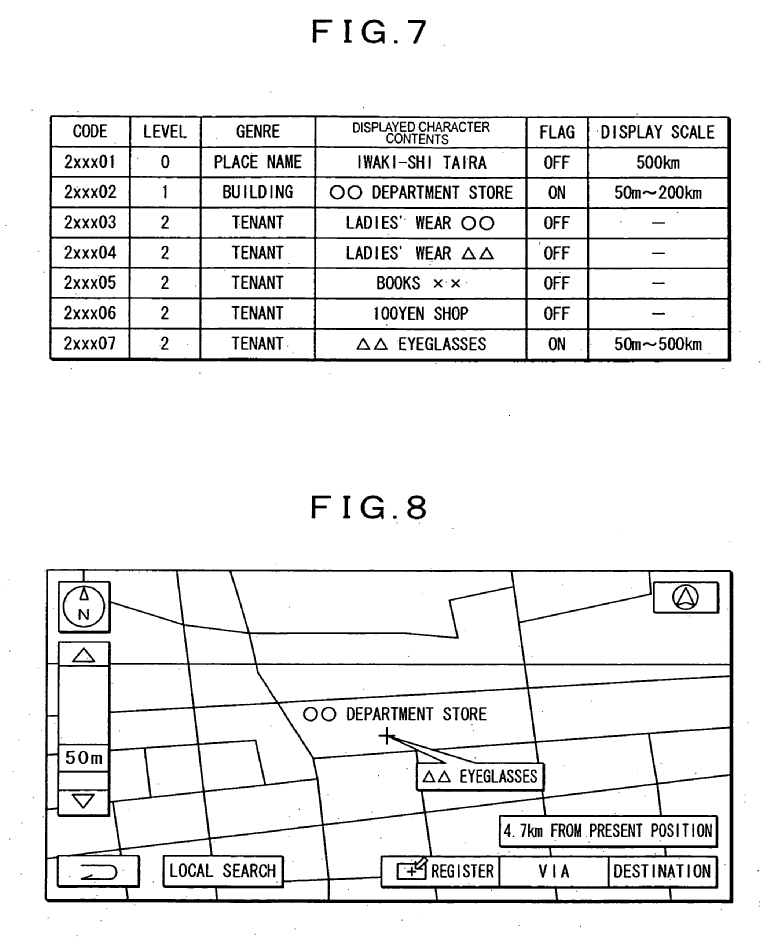 FIG.7
CODE LEVEL GENRE DISPLAYED CHARACTER CONTENTS FLAG DISPLAY SCALE
2xxx01 0 PLACE NAME IWAKI-SHI TAIRA OFF 500km
2xxx02 1 BUILDING ○○ DEPARTMENT STORE ON 50m～200km
2xxx03 2 TENANT LADIES' WEAR ○○ OFF —
2xxx04 2 TENANT LADIES' WEAR △△ OFF —
2xxx05 2 TENANT BOOKS ×× OFF —
2xxx06 2 TENANT 100YEN SHOP OFF —
2xxx07 2 TENANT △△ EYEGLASSES ON 50m～500km
FIG.8
N
○○ DEPARTMENT STORE
50m
△△ EYEGLASSES
4.7km FROM PRESENT POSITION
LOCAL SEARCH REGISTER VIA DESTINATION